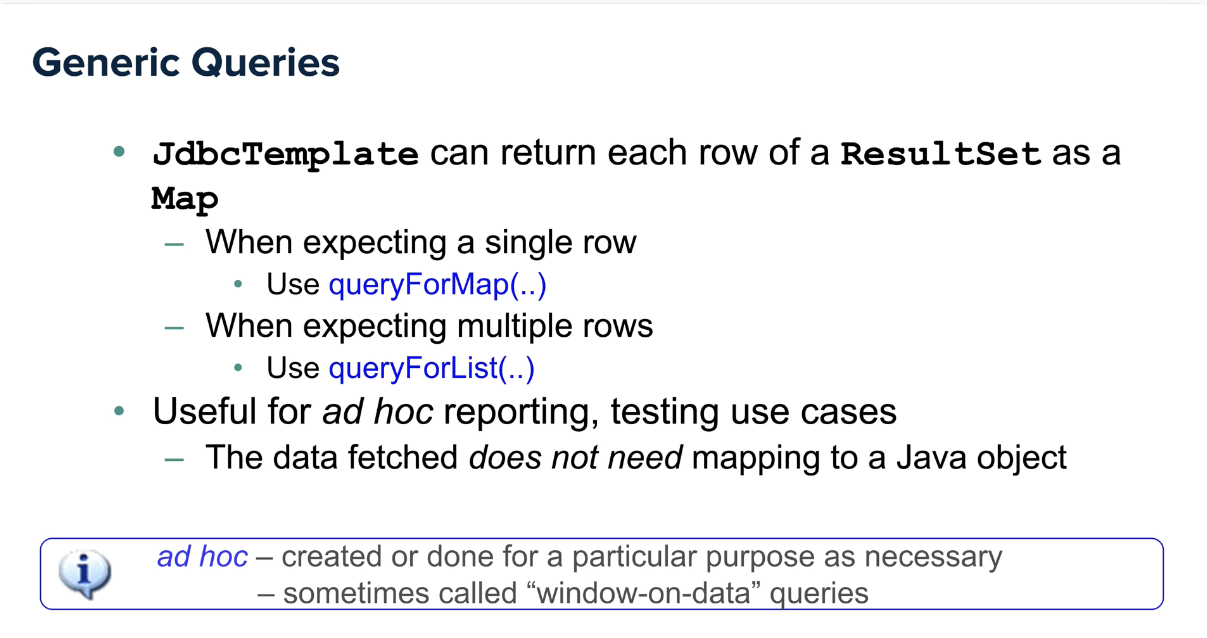 Generic Queries
• JdbcTemplate can return each row of a ResultSet as a
Map
– When expecting a single row
• Use queryForMap(..)
– When expecting multiple rows
• Use queryForList(..)
• Useful for ad hoc reporting, testing use cases
– The data fetched does not need mapping to a Java object
ad hoc – created or done for a particular purpose as necessary
– sometimes called “window-on-data” queries